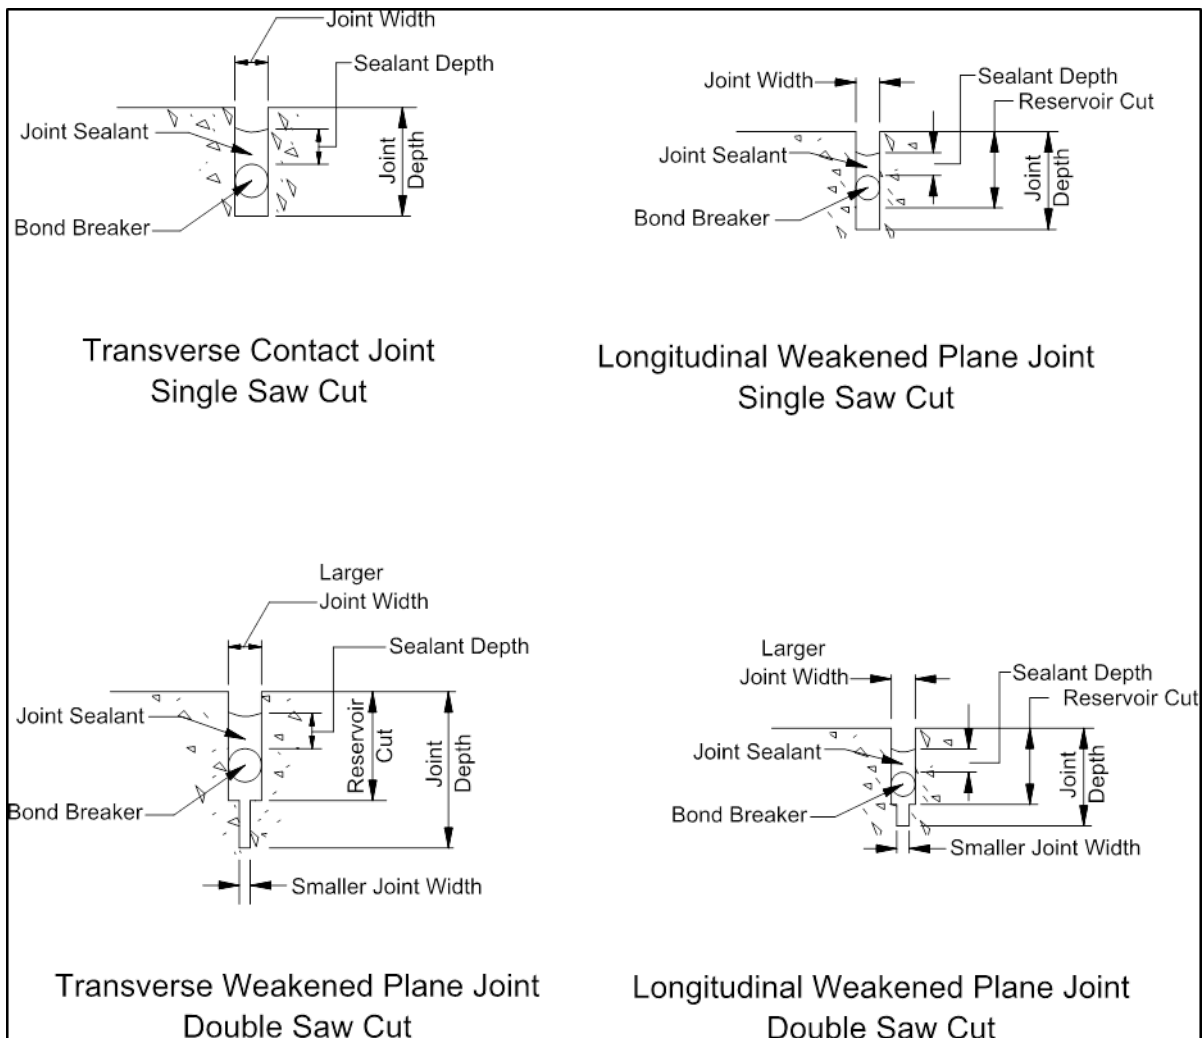 Joint Width
Sealant Depth
Joint Sealant
Joint
Depth
Bond Breaker
Transverse Contact Joint
Single Saw Cut
Joint Width
Sealant Depth
Reservoir Cut
Joint Sealant
Joint
Depth
Bond Breaker
Longitudinal Weakened Plane Joint
Single Saw Cut
Larger
Joint Width
Sealant Depth
Joint Sealant
Reservoir
Cut
Joint
Depth
Bond Breaker
Smaller Joint Width
Transverse Weakened Plane Joint
Double Saw Cut
Larger
Joint Width
Sealant Depth
Reservoir Cut
Joint Sealant
Joint
Depth
Bond Breaker
Smaller Joint Width
Longitudinal Weakened Plane Joint
Double Saw Cut